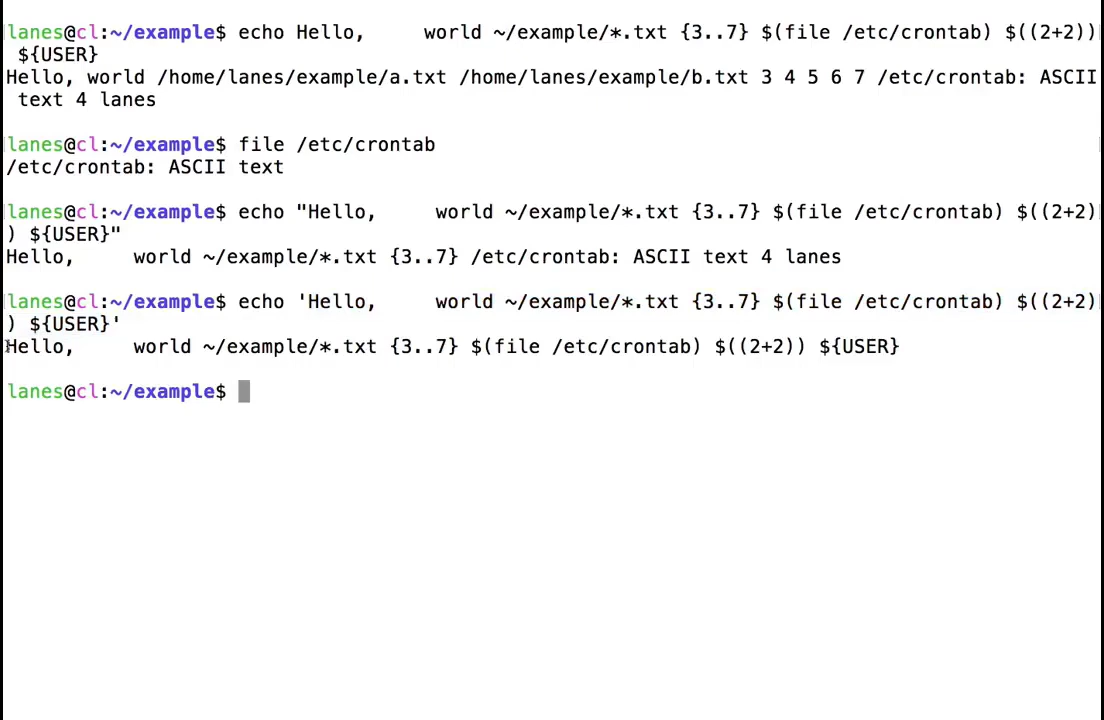 lanes@cl:~/example$ echo Hello,     world ~/example/*.txt {3..7} $(file /etc/crontab) $((2+2))
 ${USER}
Hello, world /home/lanes/example/a.txt /home/lanes/example/b.txt 3 4 5 6 7 /etc/crontab: ASCII
 text 4 lanes
lanes@cl:~/example$ file /etc/crontab
/etc/crontab: ASCII text
lanes@cl:~/example$ echo "Hello,     world ~/example/*.txt {3..7} $(file /etc/crontab) $((2+2)
) ${USER}"
Hello,     world ~/example/*.txt {3..7} /etc/crontab: ASCII text 4 lanes
lanes@cl:~/example$ echo 'Hello,     world ~/example/*.txt {3..7} $(file /etc/crontab) $((2+2)
) ${USER}'
Hello,     world ~/example/*.txt {3..7} $(file /etc/crontab) $((2+2)) ${USER}
lanes@cl:~/example$